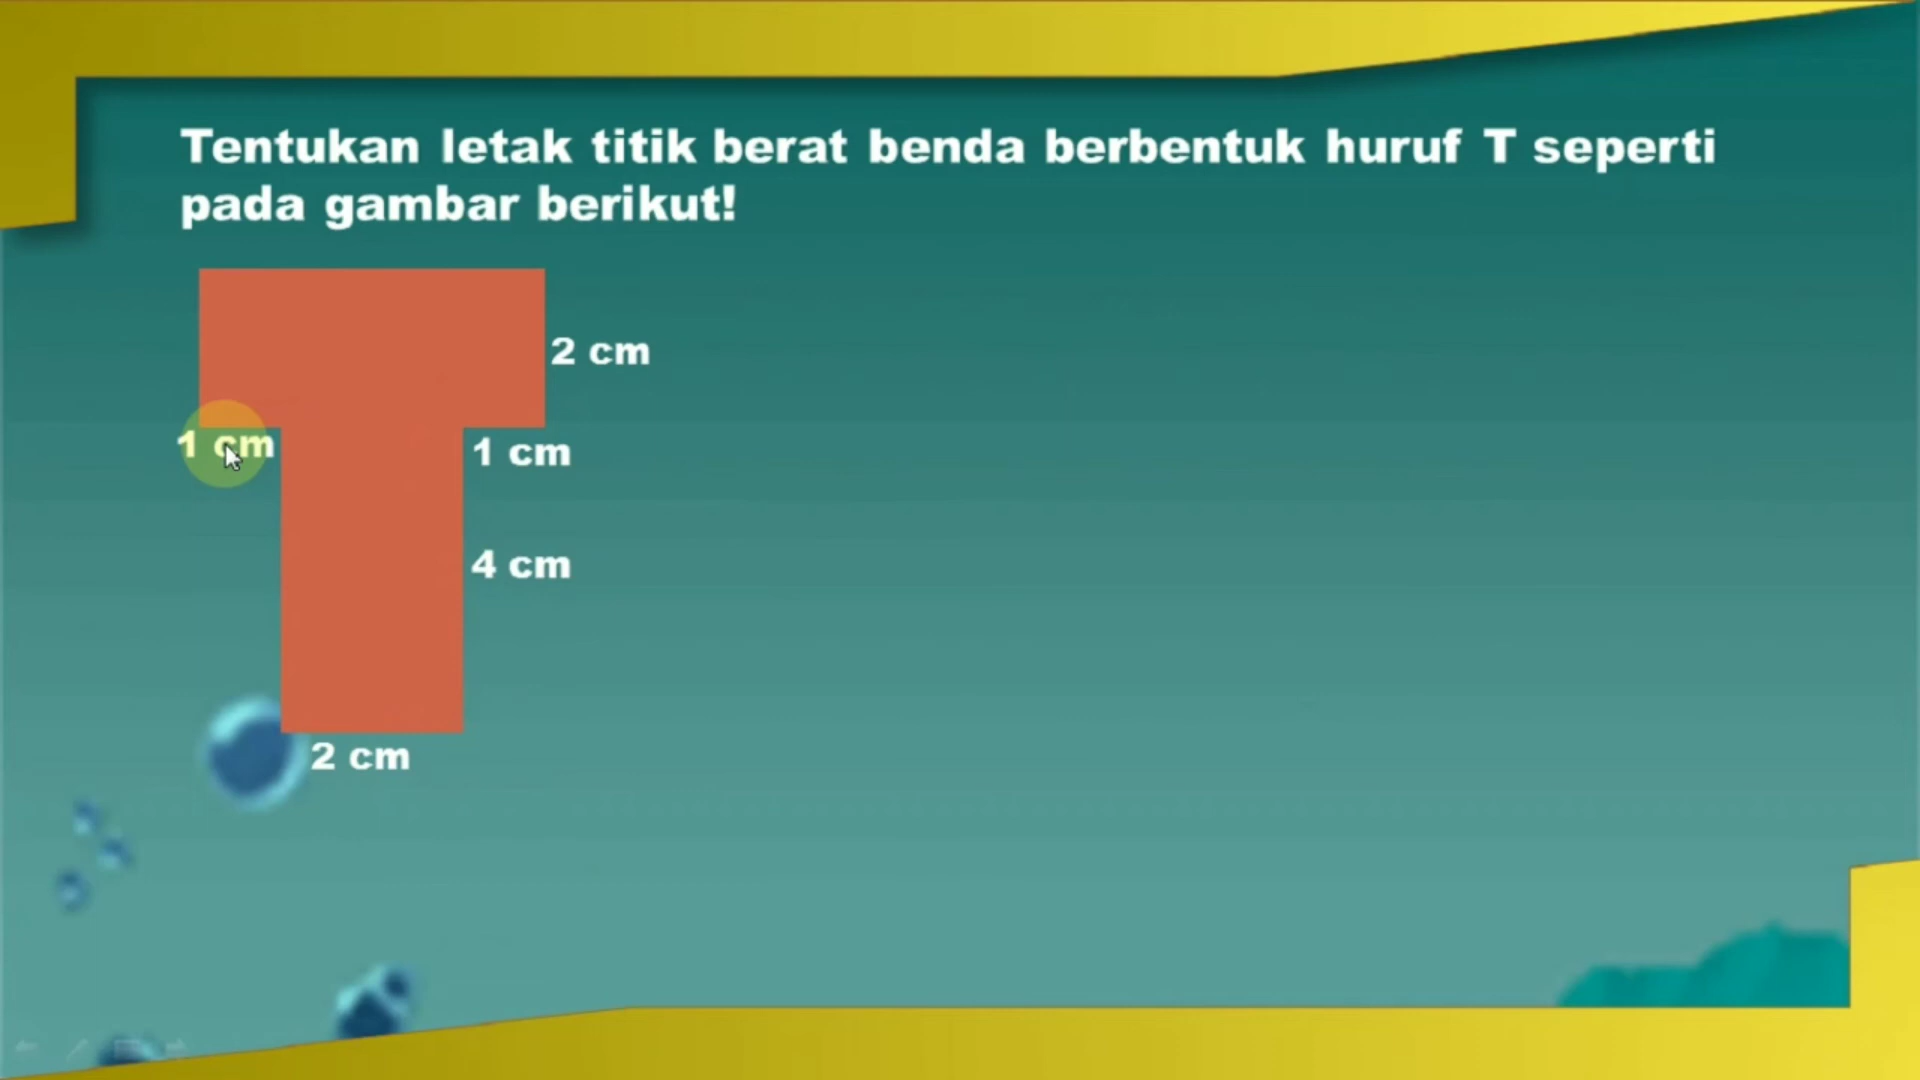 Tentukan letak titik berat benda berbentuk huruf T seperti
pada gambar berikut!
2 cm
1 cm
1 cm
4 cm
2 cm